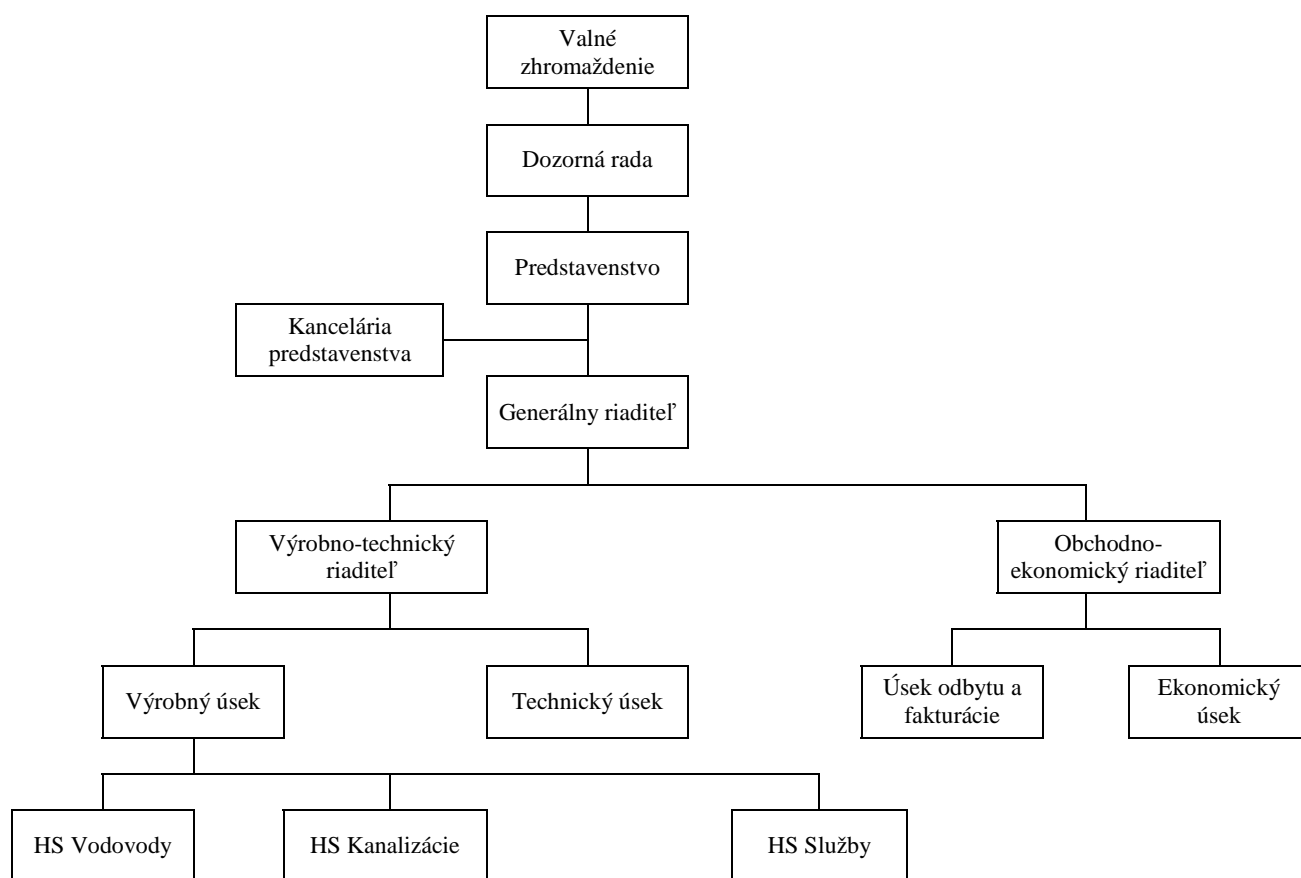 Valné
zhromaždenie
Dozorná rada
Predstavenstvo
Kancelária
predstavenstva
Generálny riaditeľ
Výrobno-technický
riaditeľ
Obchodno-
ekonomický riaditeľ
Výrobný úsek
Technický úsek
Úsek odbytu a
fakturácie
Ekonomický
úsek
HS Vodovody
HS Kanalizácie
HS Služby